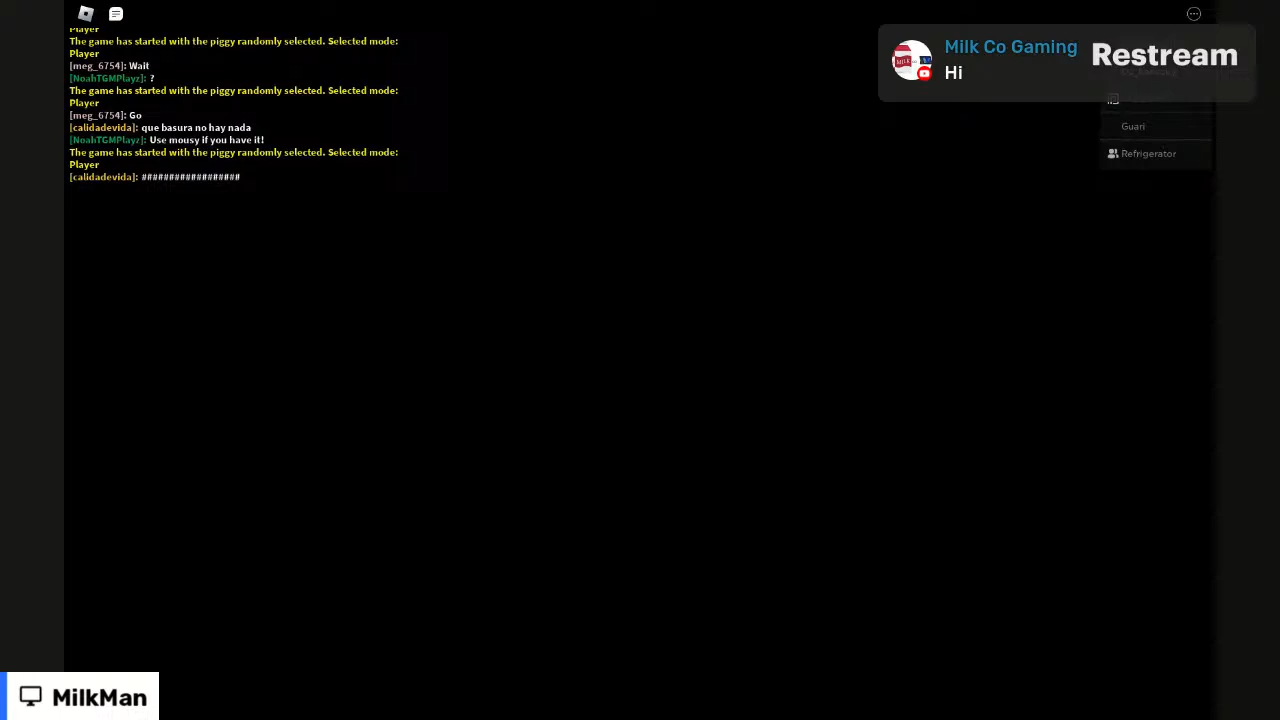 Player
The game has started with the piggy randomly selected. Selected mode:
Player
[meg_6754]: Wait
[NoahTGMPlayz]: ?
The game has started with the piggy randomly selected. Selected mode:
Player
[meg_6754]: Go
[calidadevida]: que basura no hay nada
[NoahTGMPlayz]: Use mousy if you have it!
The game has started with the piggy randomly selected. Selected mode:
Player
[calidadevida]: ##################
Milk Co Gaming
Hi
Restream
Guari
Refrigerator
MilkMan